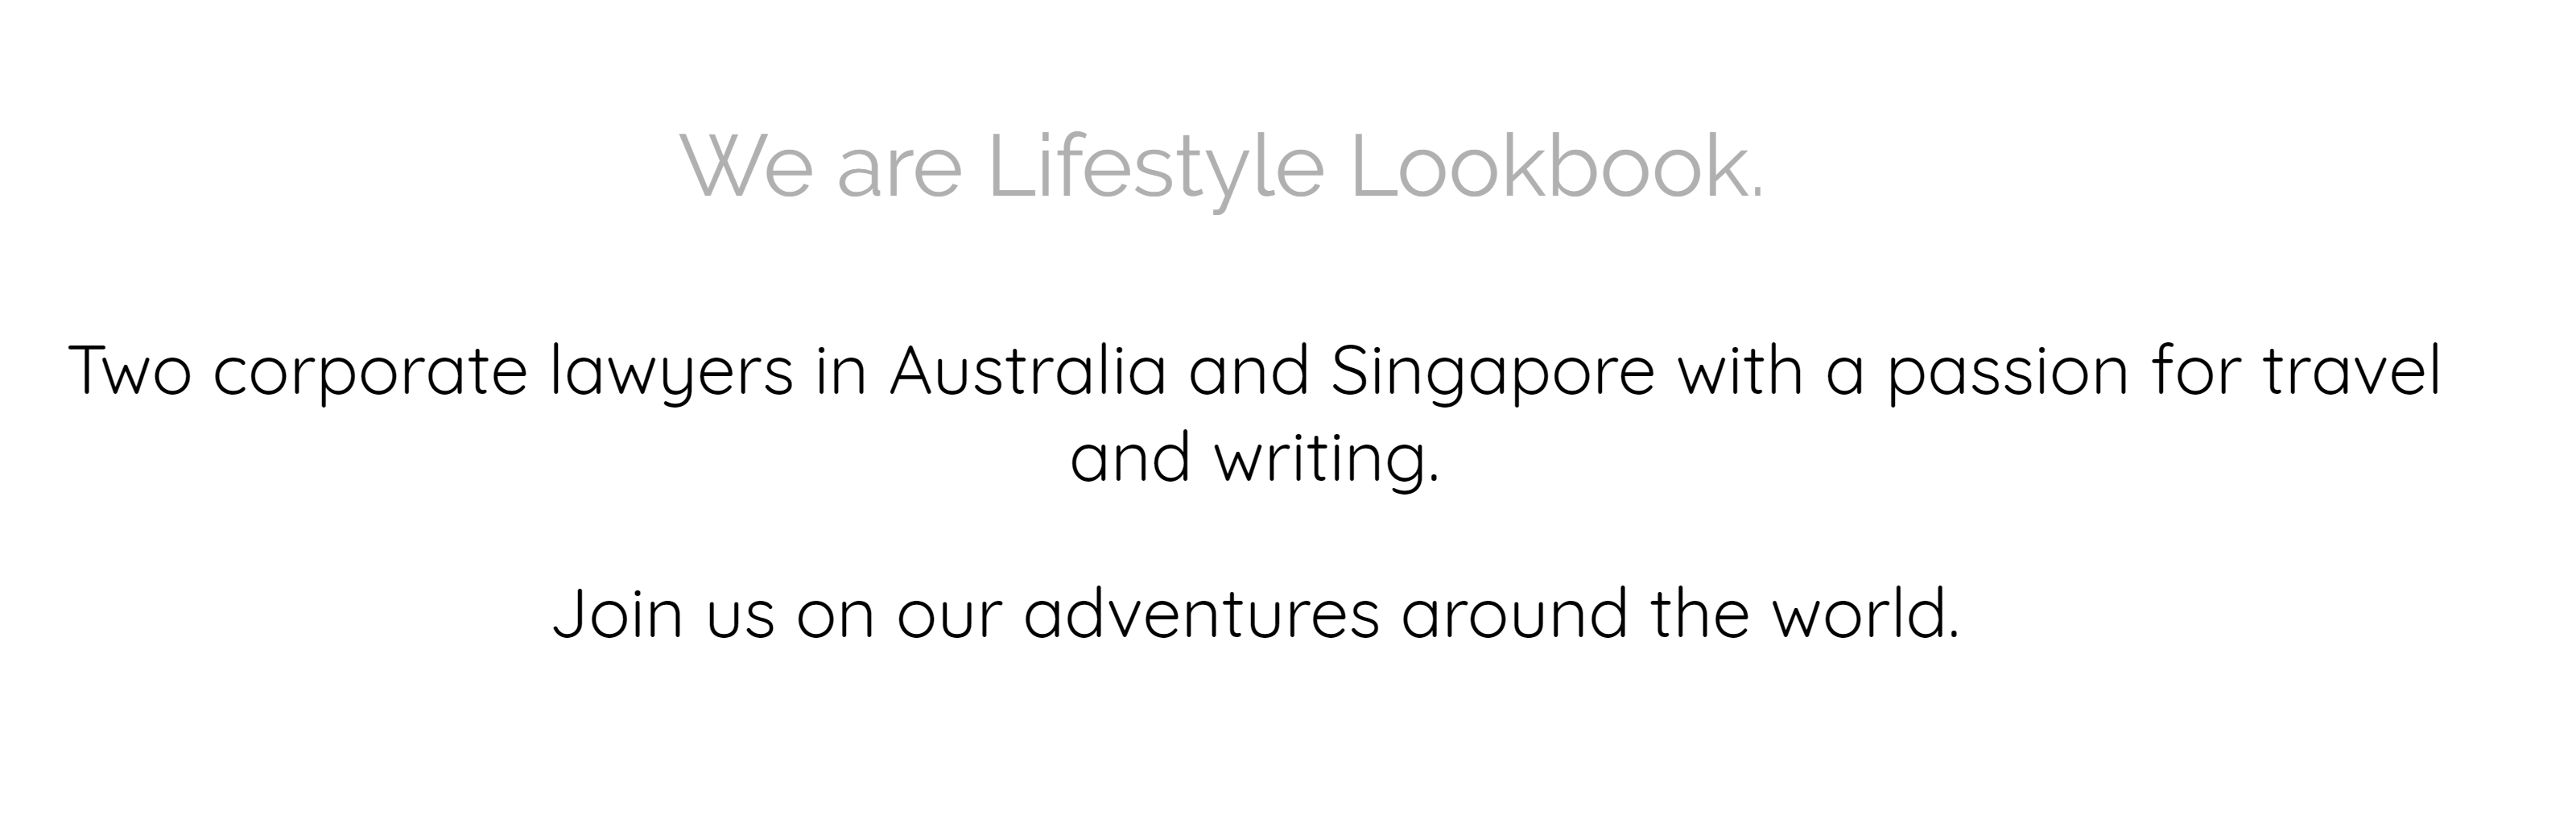 We are Lifestyle Lookbook.
Two corporate lawyers in Australia and Singapore with a passion for travel
and writing.
Join us on our adventures around the world.